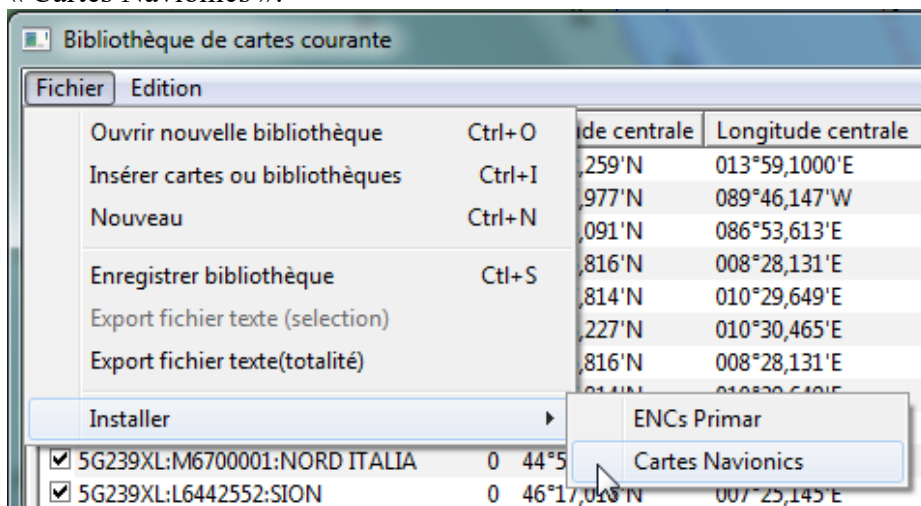 « Cartes Navionics ».
Bibliothèque de cartes courante
Fichier Edition
Ouvrir nouvelle bibliothèque Ctrl+O
Insérer cartes ou bibliothèques Ctrl+I
Nouveau Ctrl+N
Enregistrer bibliothèque Ctl+S
Export fichier texte (selection)
Export fichier texte(totalité)
Installer
ENCs Primar
Cartes Navionics
ide centrale Longitude centrale
,259'N 013°59,1000'E
,977'N 089°46,147'W
,091'N 086°53,613'E
,816'N 008°28,131'E
,814'N 010°29,649'E
,227'N 010°30,465'E
,816'N 008°28,131'E
5G239XL:M6700001:NORD ITALIA 0 44°5
5G239XL:L6442552:SION 0 46°17,018'N 007°25,145'E